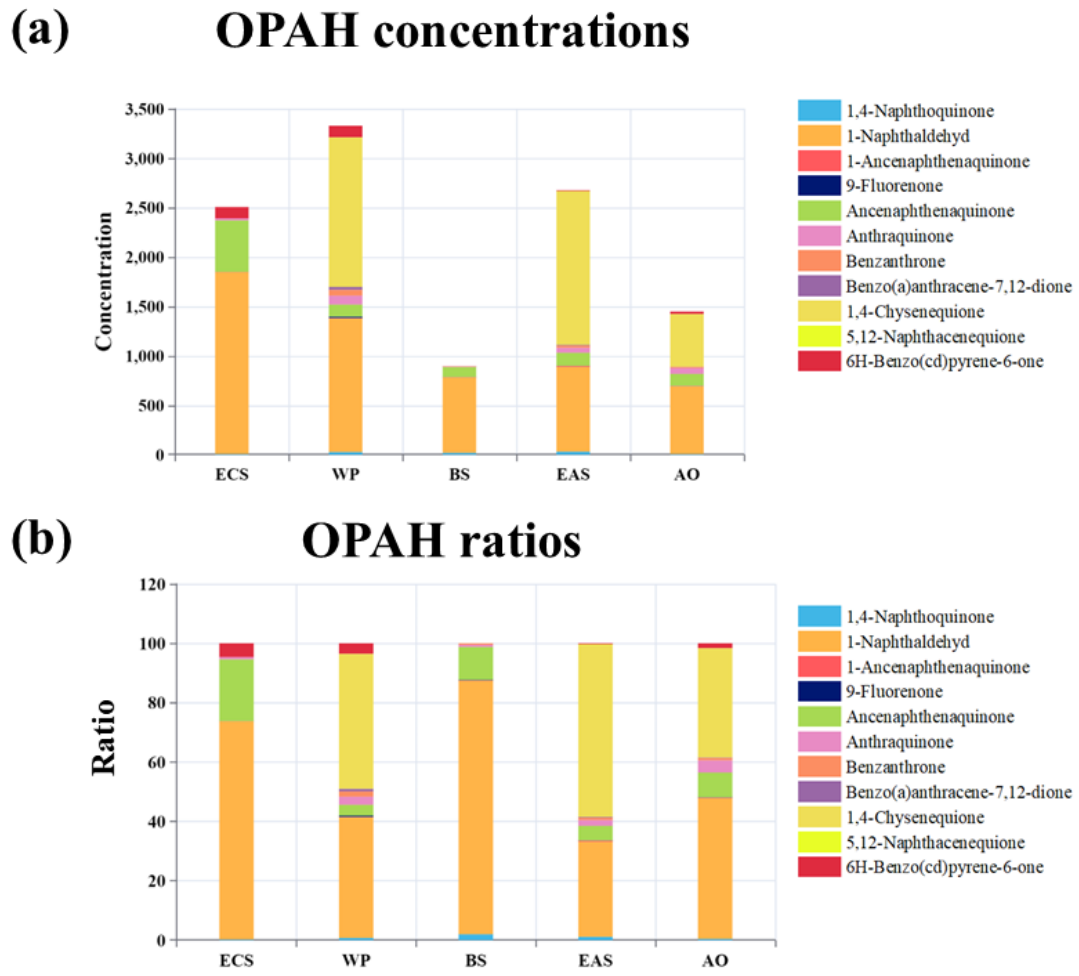 (a) OPAH concentrations
3,500
3,000
2,500
2,000
1,500
1,000
500
0
Concentration
ECS WP BS EAS AO
1,4-Naphthoquinone
1-Naphthaldehyd
1-Ancenaphthenaquinone
9-Fluorenone
Ancenaphthenaquinone
Anthraquinone
Benzanthrone
Benzo(a)anthracene-7,12-dione
1,4-Chysenequione
5,12-Naphthacenequione
6H-Benzo(cd)pyrene-6-one
(b) OPAH ratios
120
100
80
60
40
20
0
Ratio
ECS WP BS EAS AO
1,4-Naphthoquinone
1-Naphthaldehyd
1-Ancenaphthenaquinone
9-Fluorenone
Ancenaphthenaquinone
Anthraquinone
Benzanthrone
Benzo(a)anthracene-7,12-dione
1,4-Chysenequione
5,12-Naphthacenequione
6H-Benzo(cd)pyrene-6-one